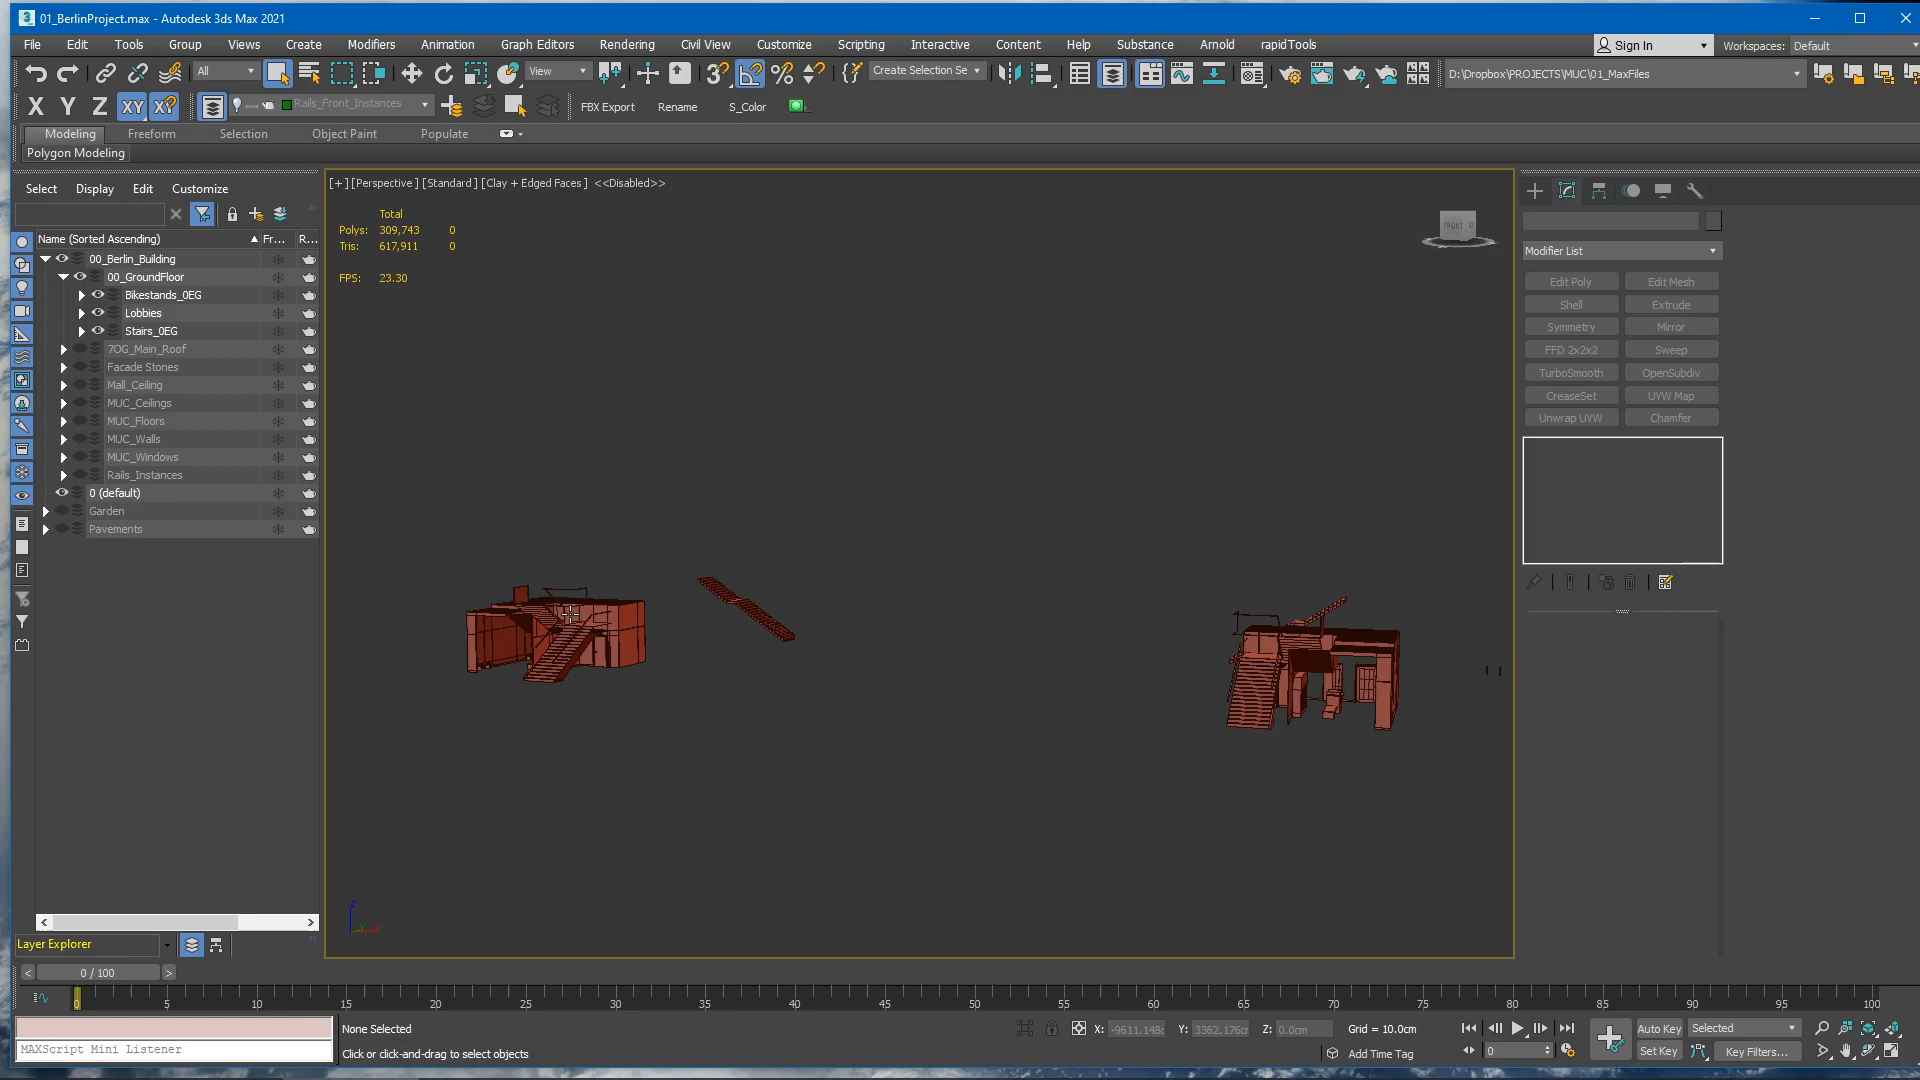 01_BerlinProject.max - Autodesk 3ds Max 2021
File Edit Tools Group Views Create Modifiers Animation Graph Editors Rendering Civil View Customize Scripting Interactive Content Help Substance Arnold rapidTools Sign In Workspaces: Default
All View Create Selection Se D:\Dropbox\PROJECTS\MUC\01_MaxFiles
X Y Z XY Rails_Front_Instances FBX Export Rename S_Color
Modeling Freeform Selection Object Paint Populate
Polygon Modeling
Select Display Edit Customize
[+][Perspective][Standard][Clay + Edged Faces] <<Disabled>>
Total
Polys: 309,743 0
Tris: 617,911 0
FPS: 23.30
FRONT
Name (Sorted Ascending) Fr... R...
00_Berlin_Building
00_GroundFloor
Bikestands_0EG
Lobbies
Stairs_0EG
7OG_Main_Roof
Facade Stones
Mall_Ceiling
MUC_Ceilings
MUC_Floors
MUC_Walls
MUC_Windows
Rails_Instances
0 (default)
Garden
Pavements
Modifier List
Edit Poly Edit Mesh
Shell Extrude
Symmetry Mirror
FFD 2x2x2 Sweep
TurboSmooth OpenSubdiv
CreaseSet UVW Map
Unwrap UVW Chamfer
Layer Explorer
< 0 / 100 >
0 5 10 15 20 25 30 35 40 45 50 55 60 65 70 75 80 85 90 95 100
None Selected X: -9611.148c Y: 3362.176cr Z: 0.0cm Grid = 10.0cm Auto Key Selected
MAXScript Mini Listener Click or click-and-drag to select objects Add Time Tag 0 Set Key Key Filters...